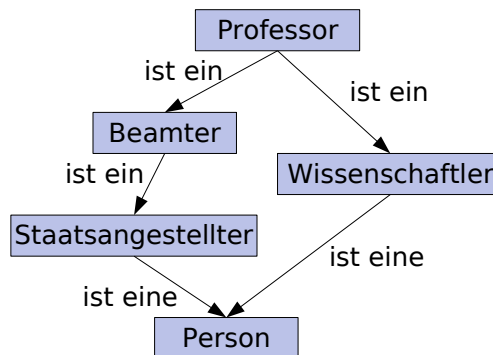 Professor
ist ein
ist ein
Beamter
ist ein
Wissenschaftler
Staatsangestellter
ist eine
ist eine
Person